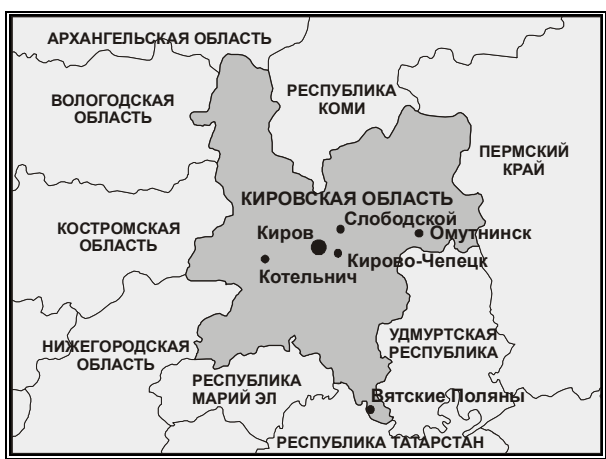 АРХАНГЕЛЬСКАЯ ОБЛАСТЬ
ВОЛОГОДСКАЯ
ОБЛАСТЬ
РЕСПУБЛИКА
КОМИ
ПЕРМСКИЙ
КРАЙ
КИРОВСКАЯ ОБЛАСТЬ
Слободской
КОСТРОМСКАЯ
ОБЛАСТЬ
Киров
Омутнинск
Кирово-Чепецк
Котельнич
НИЖЕГОРОДСКАЯ
ОБЛАСТЬ
УДМУРТСКАЯ
РЕСПУБЛИКА
РЕСПУБЛИКА
МАРИЙ ЭЛ
Вятские Поляны
РЕСПУБЛИКА ТАТАРСТАН